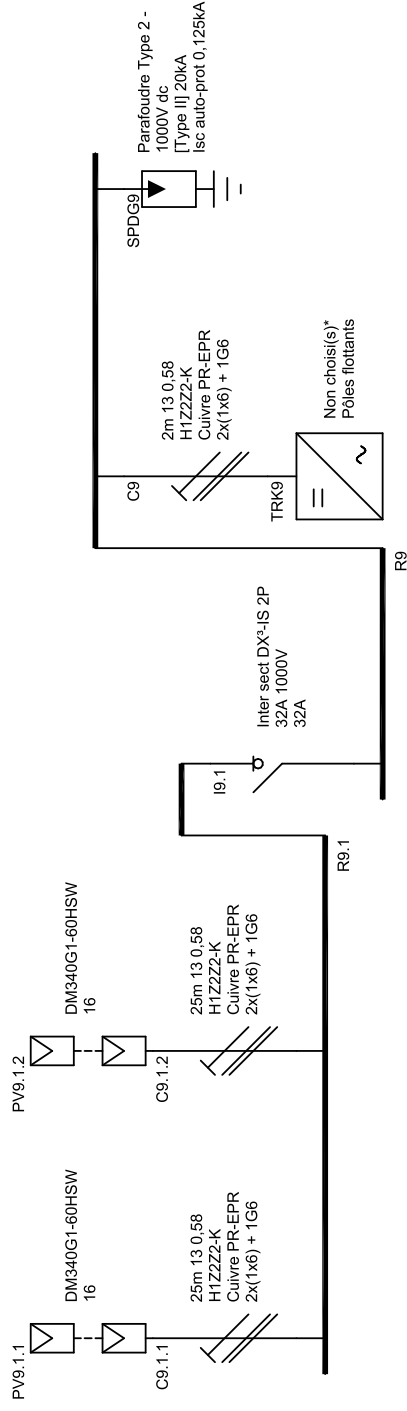 PV9.1.1
DM340G1-60HSW
16
C9.1.1
25m 13 0,58
H1Z2Z2-K
Cuivre PR-EPR
2x(1x6) + 1G6
PV9.1.2
DM340G1-60HSW
16
C9.1.2
25m 13 0,58
H1Z2Z2-K
Cuivre PR-EPR
2x(1x6) + 1G6
R9.1
I9.1
Inter sect DX³-IS 2P
32A 1000V
32A
R9
C9
2m 13 0,58
H1Z2Z2-K
Cuivre PR-EPR
2x(1x6) + 1G6
TRK9
Non choisi(s)*
Pôles flottants
SPDG9
Parafoudre Type 2 -
1000V dc
[Type II] 20kA
Isc auto-prot 0,125kA